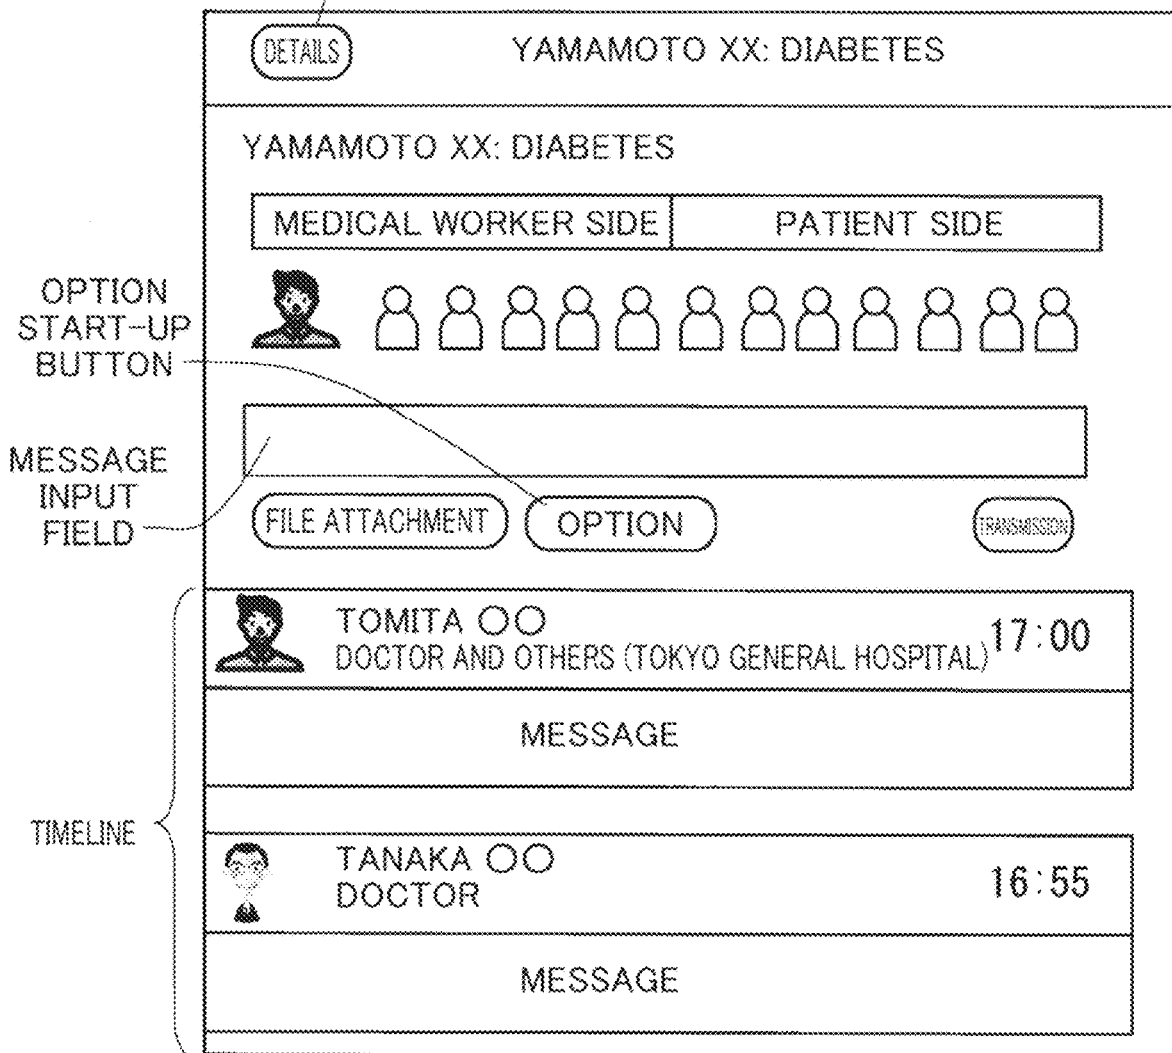 DETAILS
YAMAMOTO XX: DIABETES
YAMAMOTO XX: DIABETES
MEDICAL WORKER SIDE
PATIENT SIDE
OPTION
START-UP
BUTTON
MESSAGE
INPUT
FIELD
FILE ATTACHMENT
OPTION
TRANSMISSION
TOMITA ○○
DOCTOR AND OTHERS (TOKYO GENERAL HOSPITAL)
17:00
MESSAGE
TIMELINE
TANAKA ○○
DOCTOR
16:55
MESSAGE